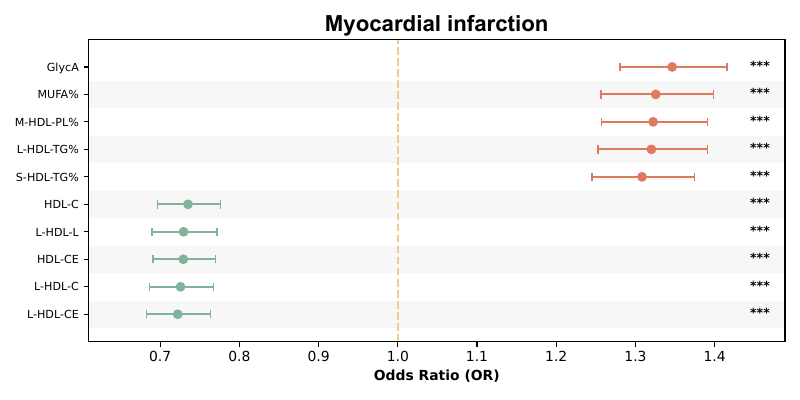 Myocardial infarction
GlycA ***
MUFA% ***
M-HDL-PL% ***
L-HDL-TG% ***
S-HDL-TG% ***
HDL-C ***
L-HDL-L ***
HDL-CE ***
L-HDL-C ***
L-HDL-CE ***
0.7 0.8 0.9 1.0 1.1 1.2 1.3 1.4
Odds Ratio (OR)